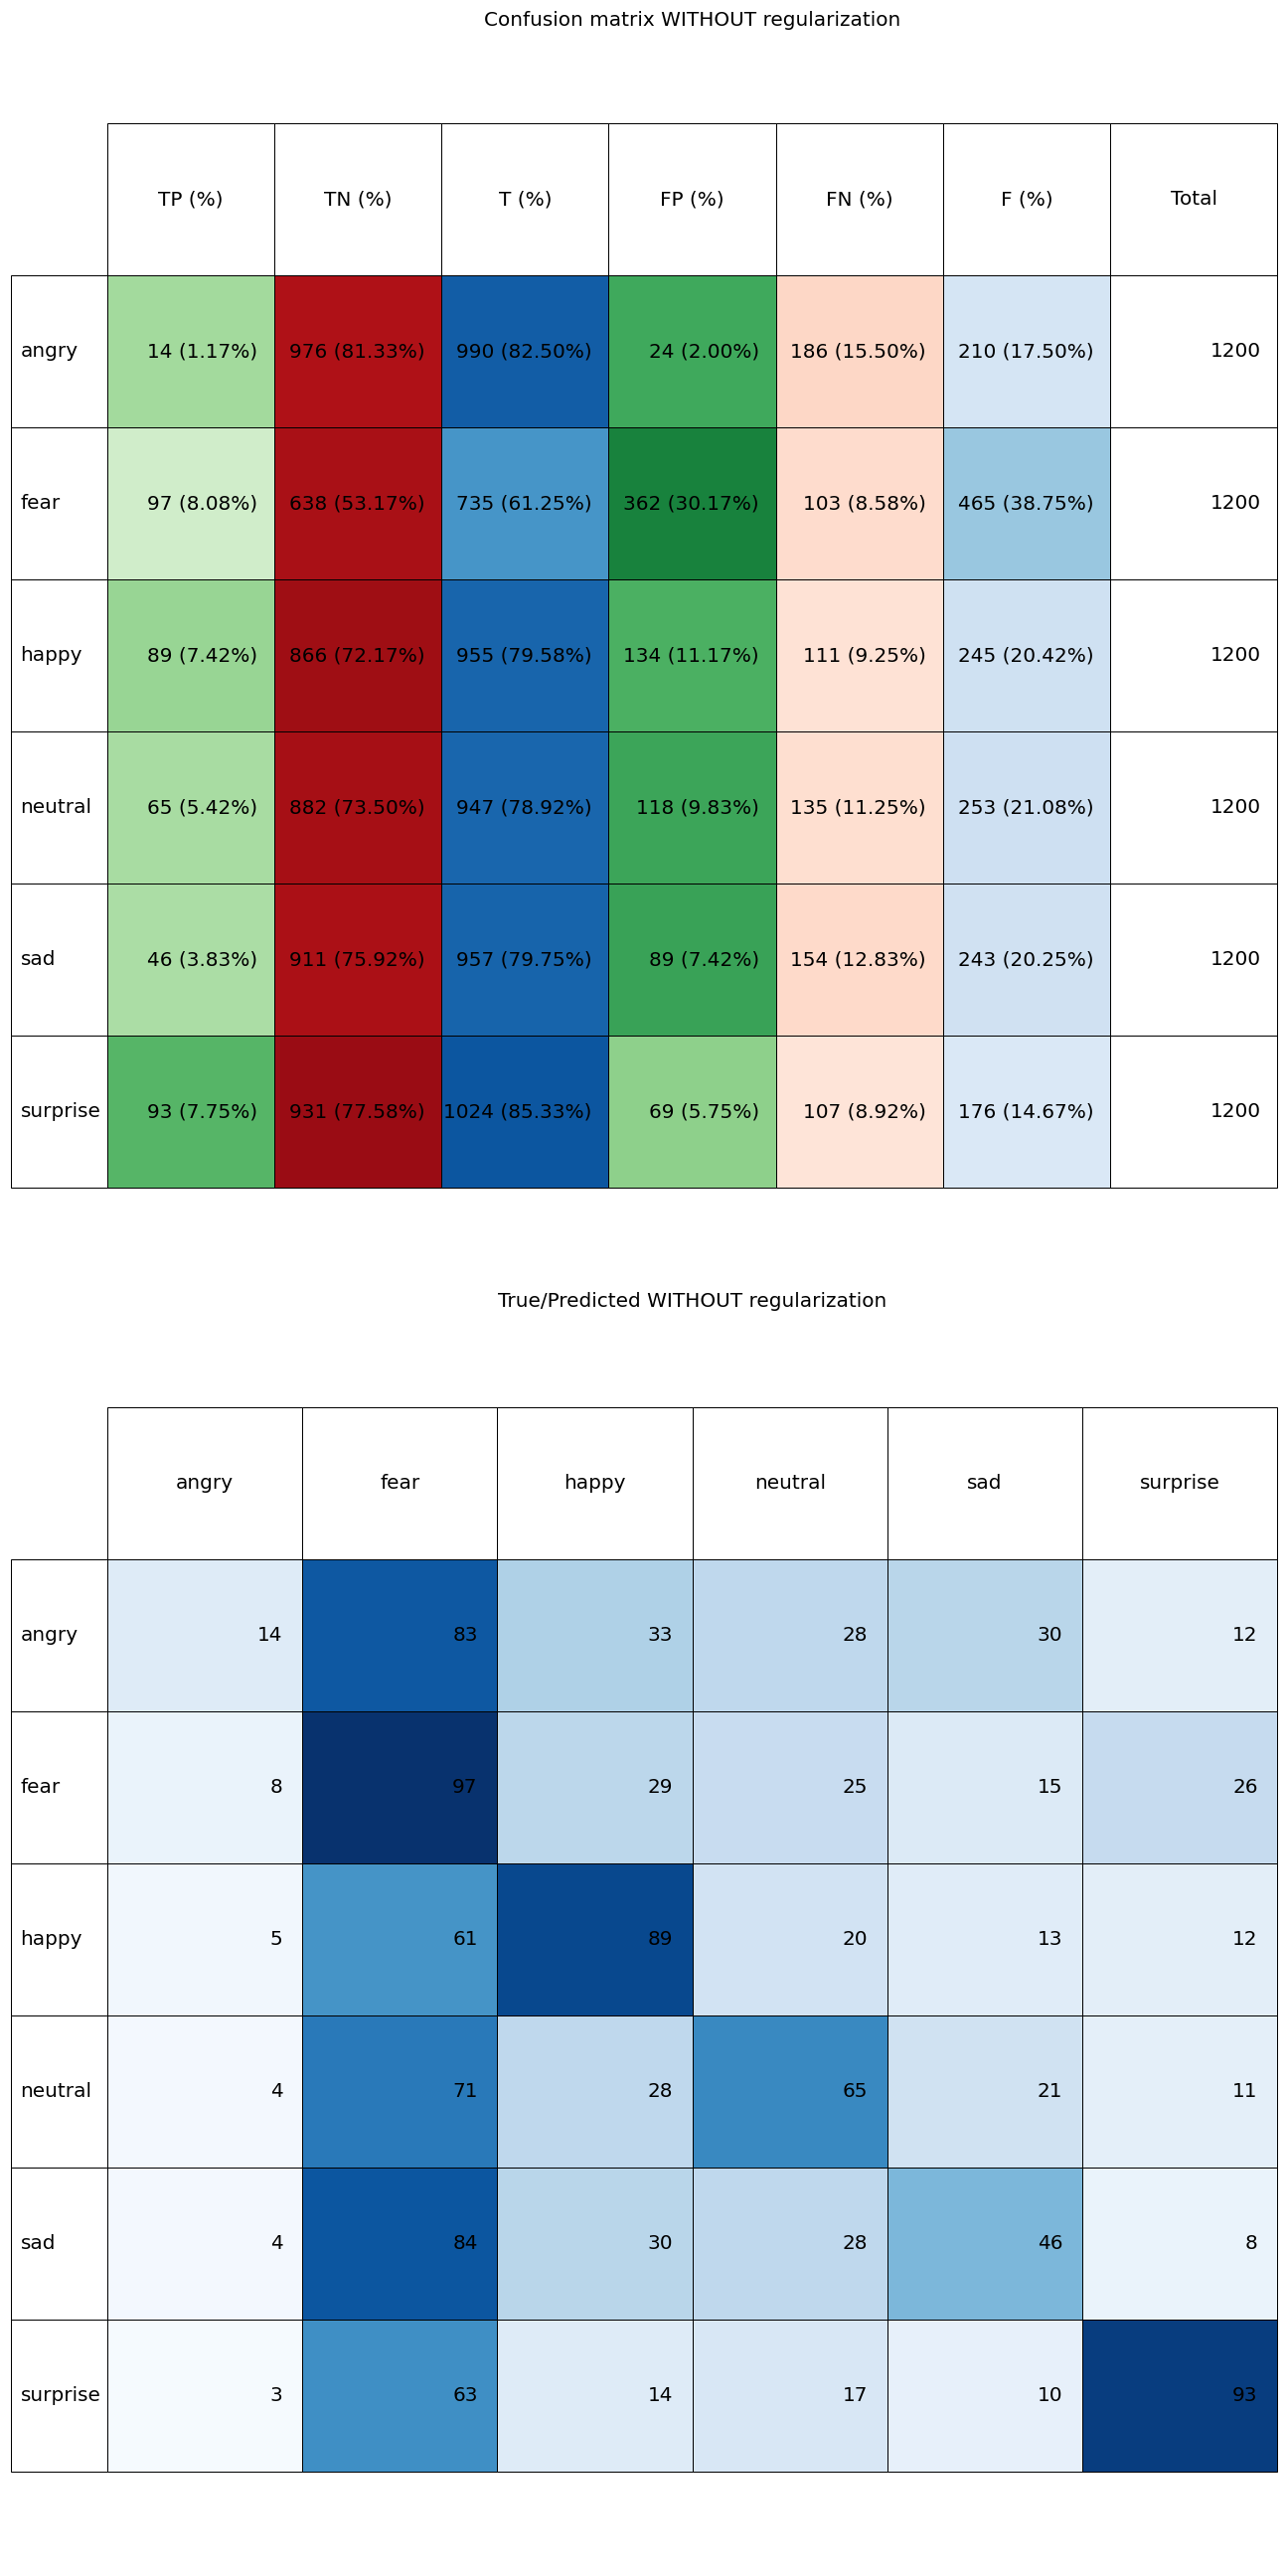 Confusion matrix WITHOUT regularization
TP (%) TN (%) T (%) FP (%) FN (%) F (%) Total
angry 14 (1.17%) 976 (81.33%) 990 (82.50%) 24 (2.00%) 186 (15.50%) 210 (17.50%) 1200
fear 97 (8.08%) 638 (53.17%) 735 (61.25%) 362 (30.17%) 103 (8.58%) 465 (38.75%) 1200
happy 89 (7.42%) 866 (72.17%) 955 (79.58%) 134 (11.17%) 111 (9.25%) 245 (20.42%) 1200
neutral 65 (5.42%) 882 (73.50%) 947 (78.92%) 118 (9.83%) 135 (11.25%) 253 (21.08%) 1200
sad 46 (3.83%) 911 (75.92%) 957 (79.75%) 89 (7.42%) 154 (12.83%) 243 (20.25%) 1200
surprise 93 (7.75%) 931 (77.58%) 1024 (85.33%) 69 (5.75%) 107 (8.92%) 176 (14.67%) 1200
True/Predicted WITHOUT regularization
angry fear happy neutral sad surprise
angry 14 83 33 28 30 12
fear 8 97 29 25 15 26
happy 5 61 89 20 13 12
neutral 4 71 28 65 21 11
sad 4 84 30 28 46 8
surprise 3 63 14 17 10 93